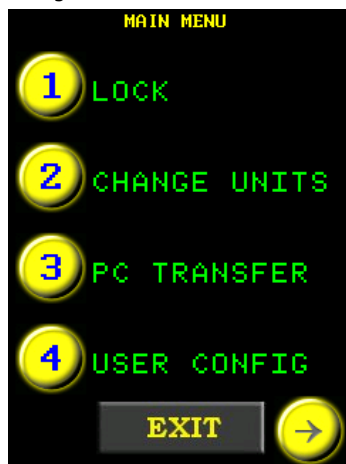 MAIN MENU
1 LOCK
2 CHANGE UNITS
3 PC TRANSFER
4 USER CONFIG
EXIT →